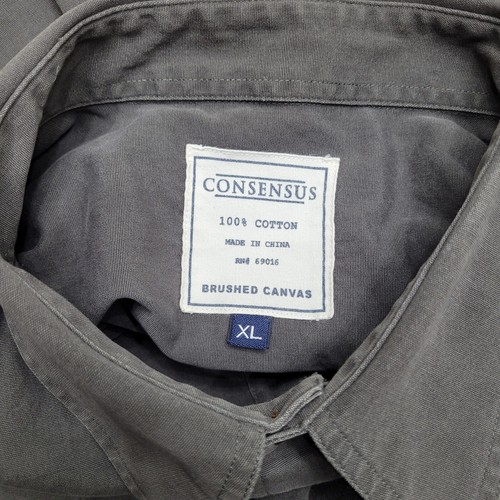 CONSENSUS
100% COTTON
MADE IN CHINA
RN# 69016
BRUSHED CANVAS
XL